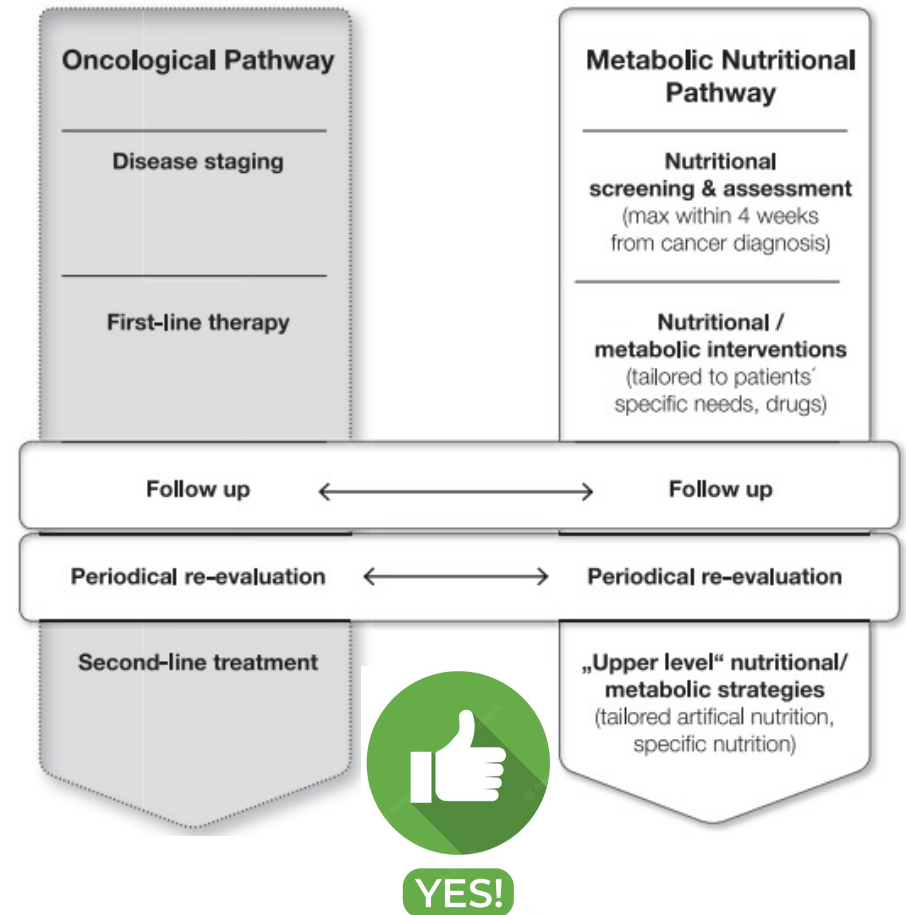 Oncological Pathway
Disease staging
First-line therapy
Metabolic Nutritional
Pathway
Nutritional
screening & assessment
(max within 4 weeks
from cancer diagnosis)
Nutritional /
metabolic interventions
(tailored to patients´
specific needs, drugs)
Follow up
Follow up
Periodical re-evaluation
Periodical re-evaluation
Second-line treatment
„Upper level“ nutritional/
metabolic strategies
(tailored artifical nutrition,
specific nutrition)
YES!